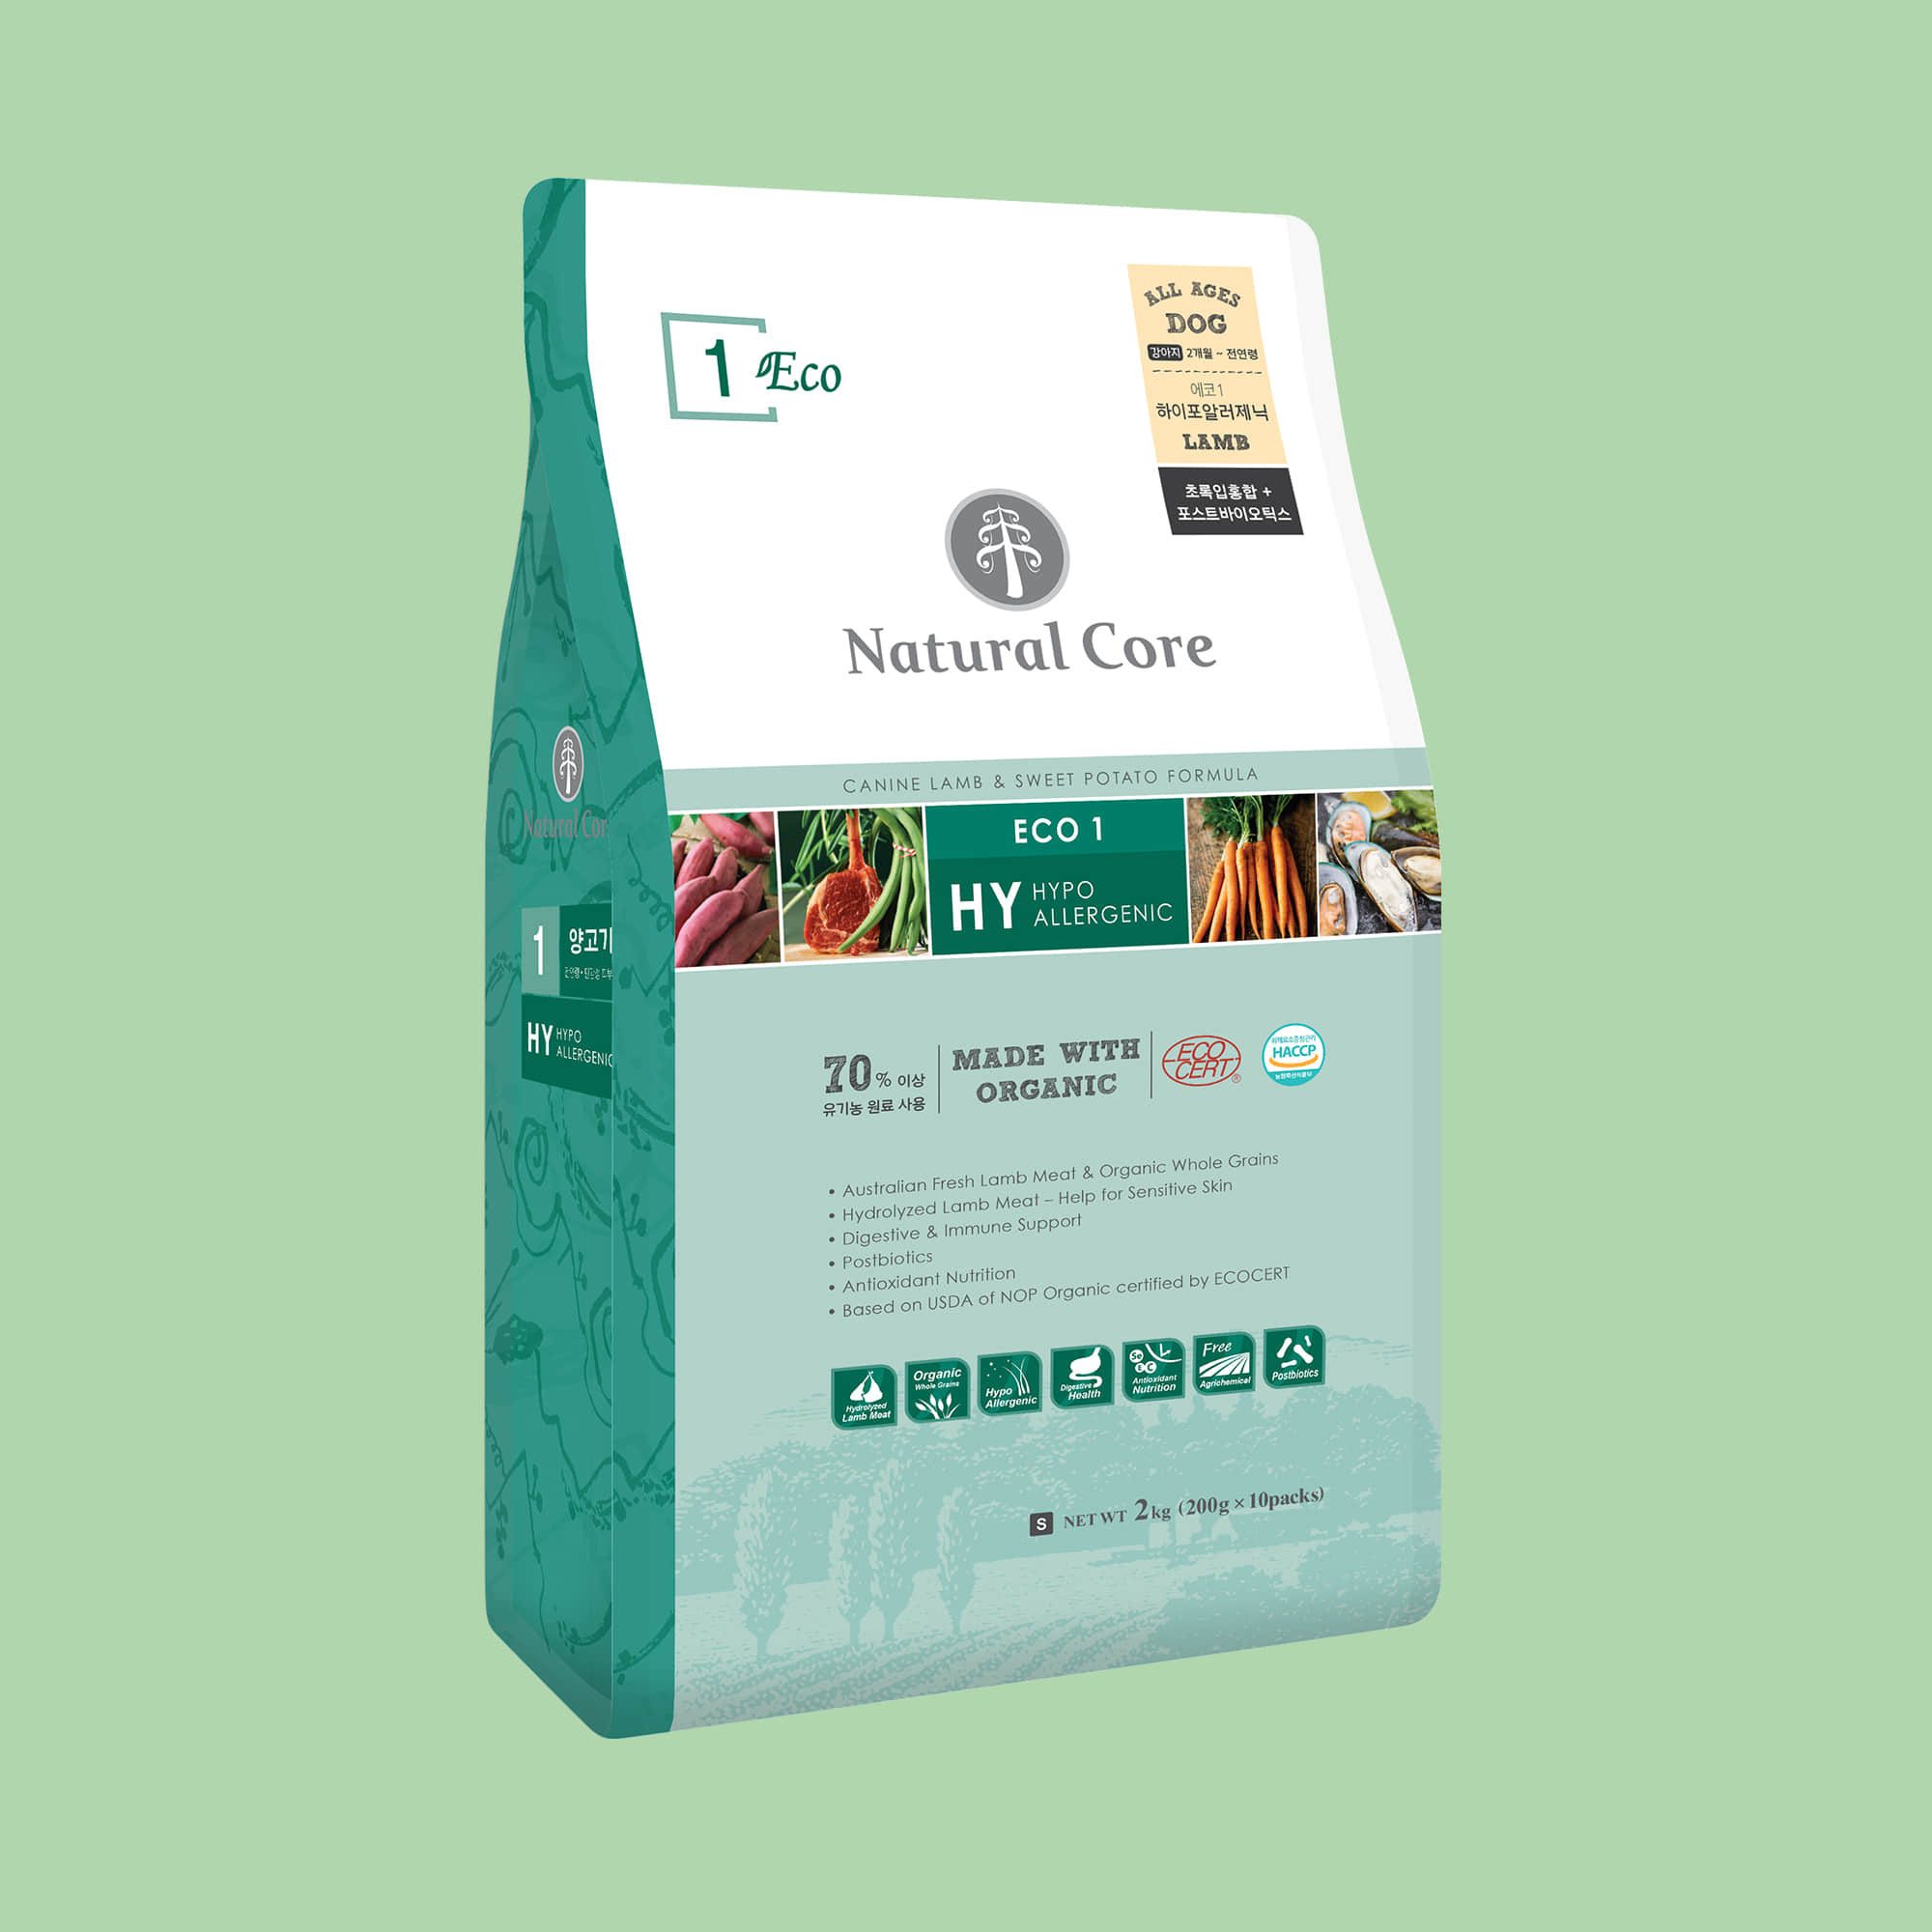 1 Eco
ALL AGES
DOG
강아지 2개월 ~ 전연령
에코1
하이포알러제닉
LAMB
초록입홍합 +
포스트바이오틱스
Natural Core
CANINE LAMB & SWEET POTATO FORMULA
ECO 1
HY HYPO
ALLERGENIC
70% 이상
유기농 원료 사용
MADE WITH
ORGANIC
ECO
CERT®
HACCP
• Australian Fresh Lamb Meat & Organic Whole Grains
• Hydrolyzed Lamb Meat – Help for Sensitive Skin
• Digestive & Immune Support
• Postbiotics
• Antioxidant Nutrition
• Based on USDA of NOP Organic certified by ECOCERT
Hydrolyzed
Lamb Meat
Organic
Whole Grains
Hypo
Allergenic
Digestive
Health
Se
E C
Antioxidant
Nutrition
Free
Agrichemical
Postbiotics
S NET WT 2kg (200g × 10packs)
Natural Cor
1 양고기
HY HYPO
ALLERGENIC